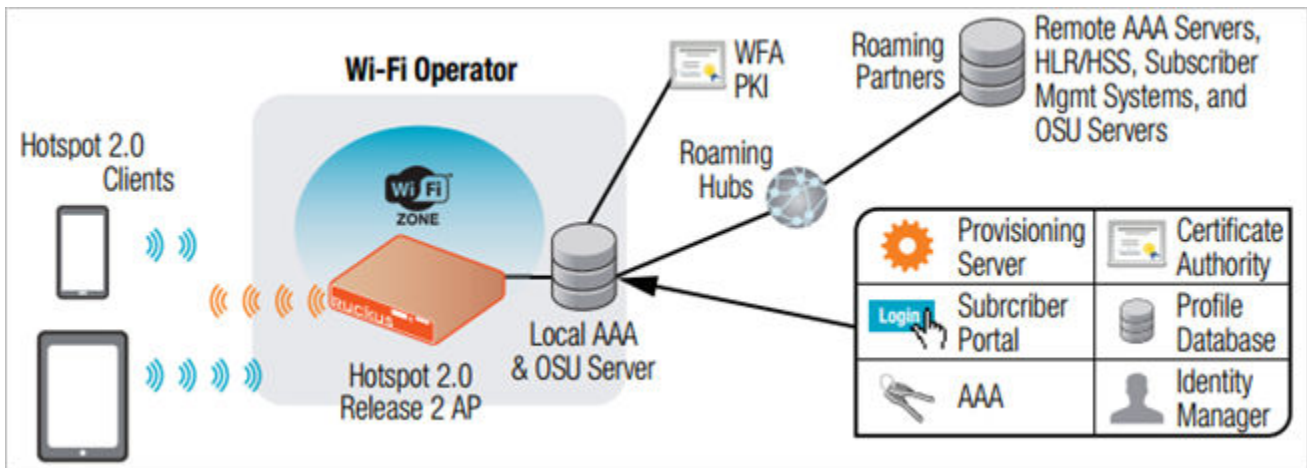 Wi-Fi Operator
WFA
PKI
Roaming
Partners
Remote AAA Servers,
HLR/HSS, Subscriber
Mgmt Systems, and
OSU Servers
Hotspot 2.0
Clients
Wi Fi
ZONE
Roaming
Hubs
RUCKUS
Local AAA
& OSU Server
Hotspot 2.0
Release 2 AP
Provisioning
Server
Certificate
Authority
Login
Subrcriber
Portal
Profile
Database
AAA
Identity
Manager